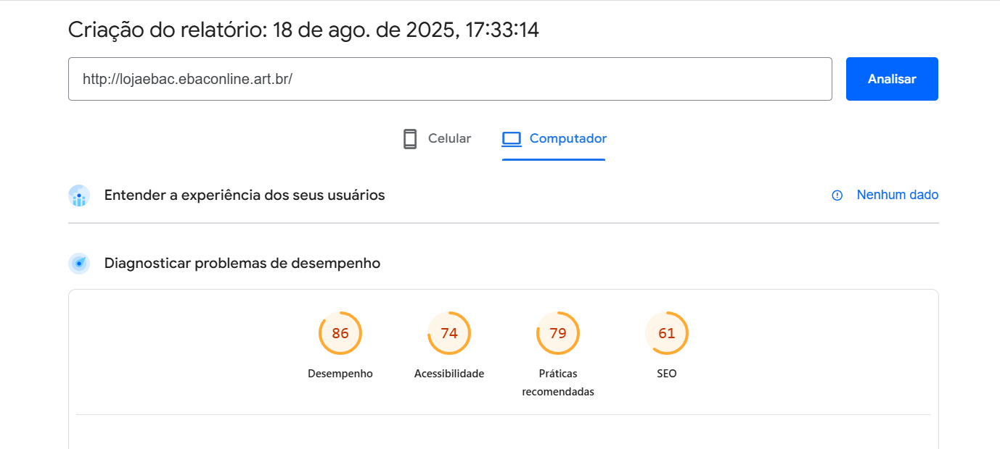 Criação do relatório: 18 de ago. de 2025, 17:33:14
http://lojaebac.ebaconline.art.br/
Analisar
Celular
Computador
Entender a experiência dos seus usuários
Nenhum dado
Diagnosticar problemas de desempenho
86
74
79
61
Desempenho
Acessibilidade
Práticas
recomendadas
SEO